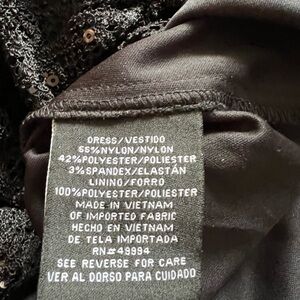 DRESS/VESTIDO
55%NYLON/NYLON
42%POLYESTER/POLIESTER
3%SPANDEX/ELASTÁN
LINING/FORRO
100%POLYESTER/POLIESTER
MADE IN VIETNAM
OF IMPORTED FABRIC
HECHO EN VIETNAM
DE TELA IMPORTADA
RN#49994
SEE REVERSE FOR CARE
VER AL DORSO PARA CUIDADO